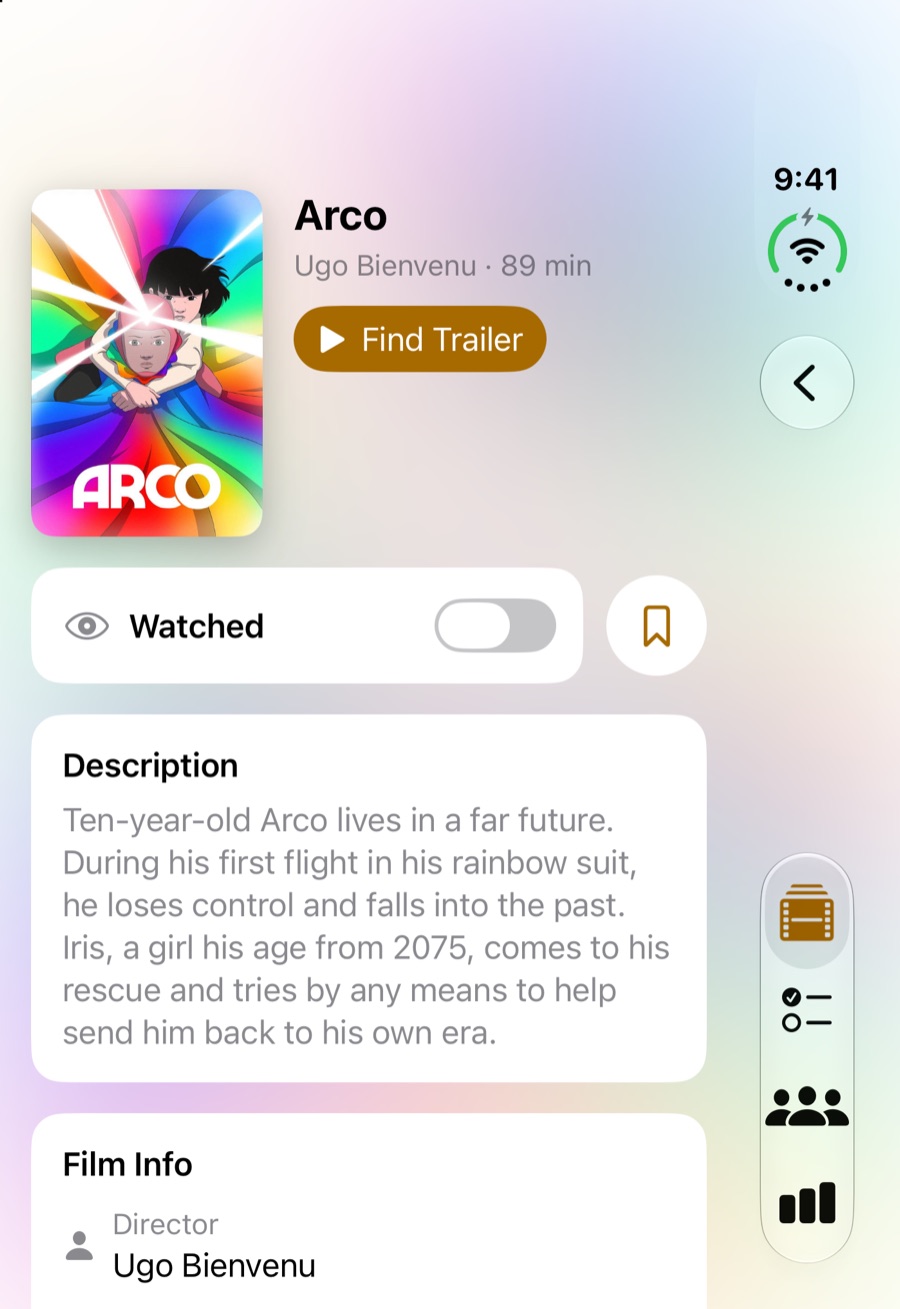 9:41
Arco
Ugo Bienvenu · 89 min
Find Trailer
ARCO
Watched
Description
Ten-year-old Arco lives in a far future.
During his first flight in his rainbow suit,
he loses control and falls into the past.
Iris, a girl his age from 2075, comes to his
rescue and tries by any means to help
send him back to his own era.
Film Info
Director
Ugo Bienvenu